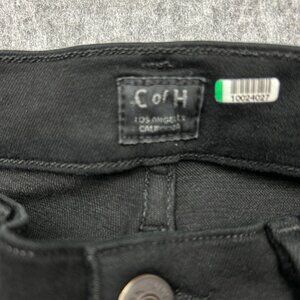 C of H
LOS ANGELES
CALIFORNIA
10024027